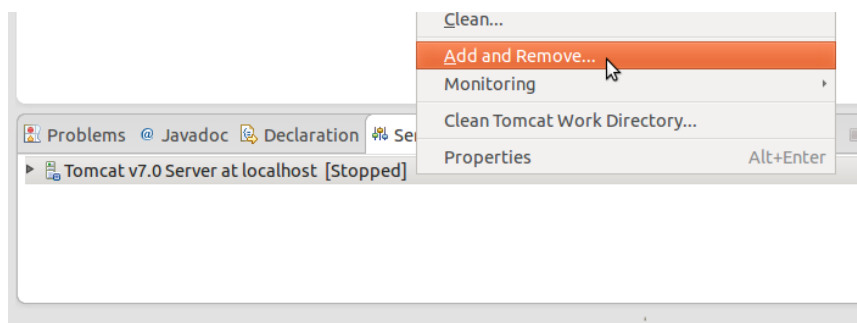 Clean...
Add and Remove...
Monitoring
Problems @ Javadoc Declaration Ser
Clean Tomcat Work Directory...
Properties Alt+Enter
Tomcat v7.0 Server at localhost [Stopped]